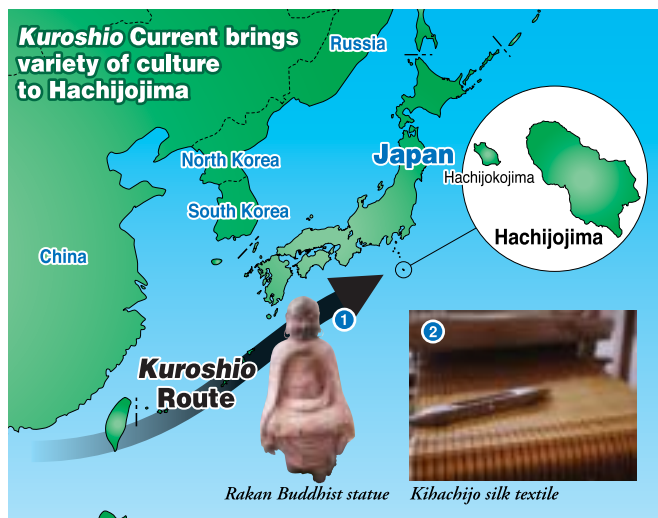 Kuroshio Current brings
variety of culture
to Hachijojima
Russia
North Korea
Japan
South Korea
China
Hachijokojima
Hachijojima
Kuroshio
Route
1
2
Rakan Buddhist statue
Kihachijo silk textile